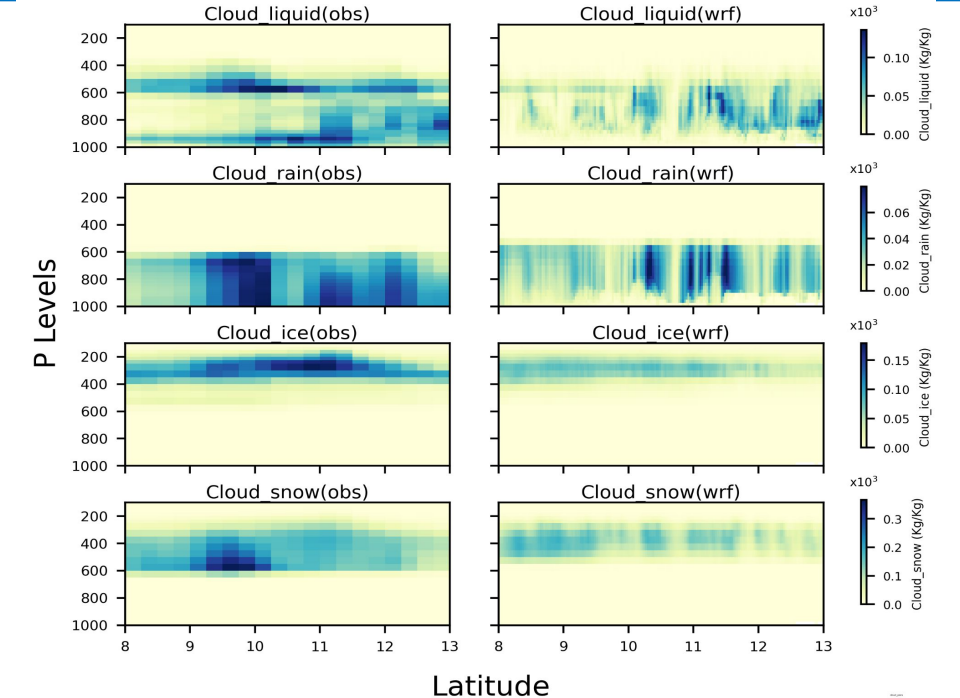 Cloud_liquid(obs)
Cloud_liquid(wrf)
x10³
200
400
600
800
1000
0.10
0.05
0.00
Cloud_liquid (Kg/Kg)
Cloud_rain(obs)
Cloud_rain(wrf)
x10³
200
400
600
800
1000
0.06
0.04
0.02
0.00
Cloud_rain (Kg/Kg)
P Levels
Cloud_ice(obs)
Cloud_ice(wrf)
x10³
200
400
600
800
1000
0.15
0.10
0.05
0.00
Cloud_ice (Kg/Kg)
Cloud_snow(obs)
Cloud_snow(wrf)
x10³
200
400
600
800
1000
0.3
0.2
0.1
0.0
Cloud_snow (Kg/Kg)
8 9 10 11 12 13
8 9 10 11 12 13
Latitude